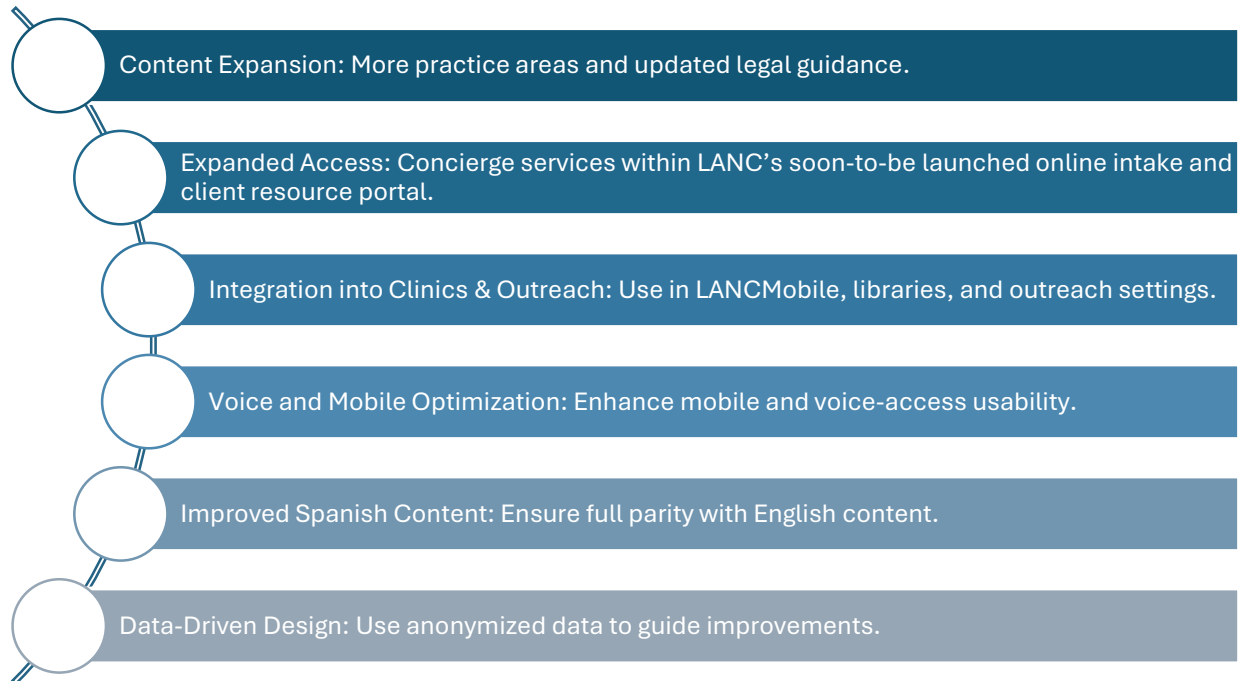 Content Expansion: More practice areas and updated legal guidance.
Expanded Access: Concierge services within LANC’s soon-to-be launched online intake and
client resource portal.
Integration into Clinics & Outreach: Use in LANCMobile, libraries, and outreach settings.
Voice and Mobile Optimization: Enhance mobile and voice-access usability.
Improved Spanish Content: Ensure full parity with English content.
Data-Driven Design: Use anonymized data to guide improvements.